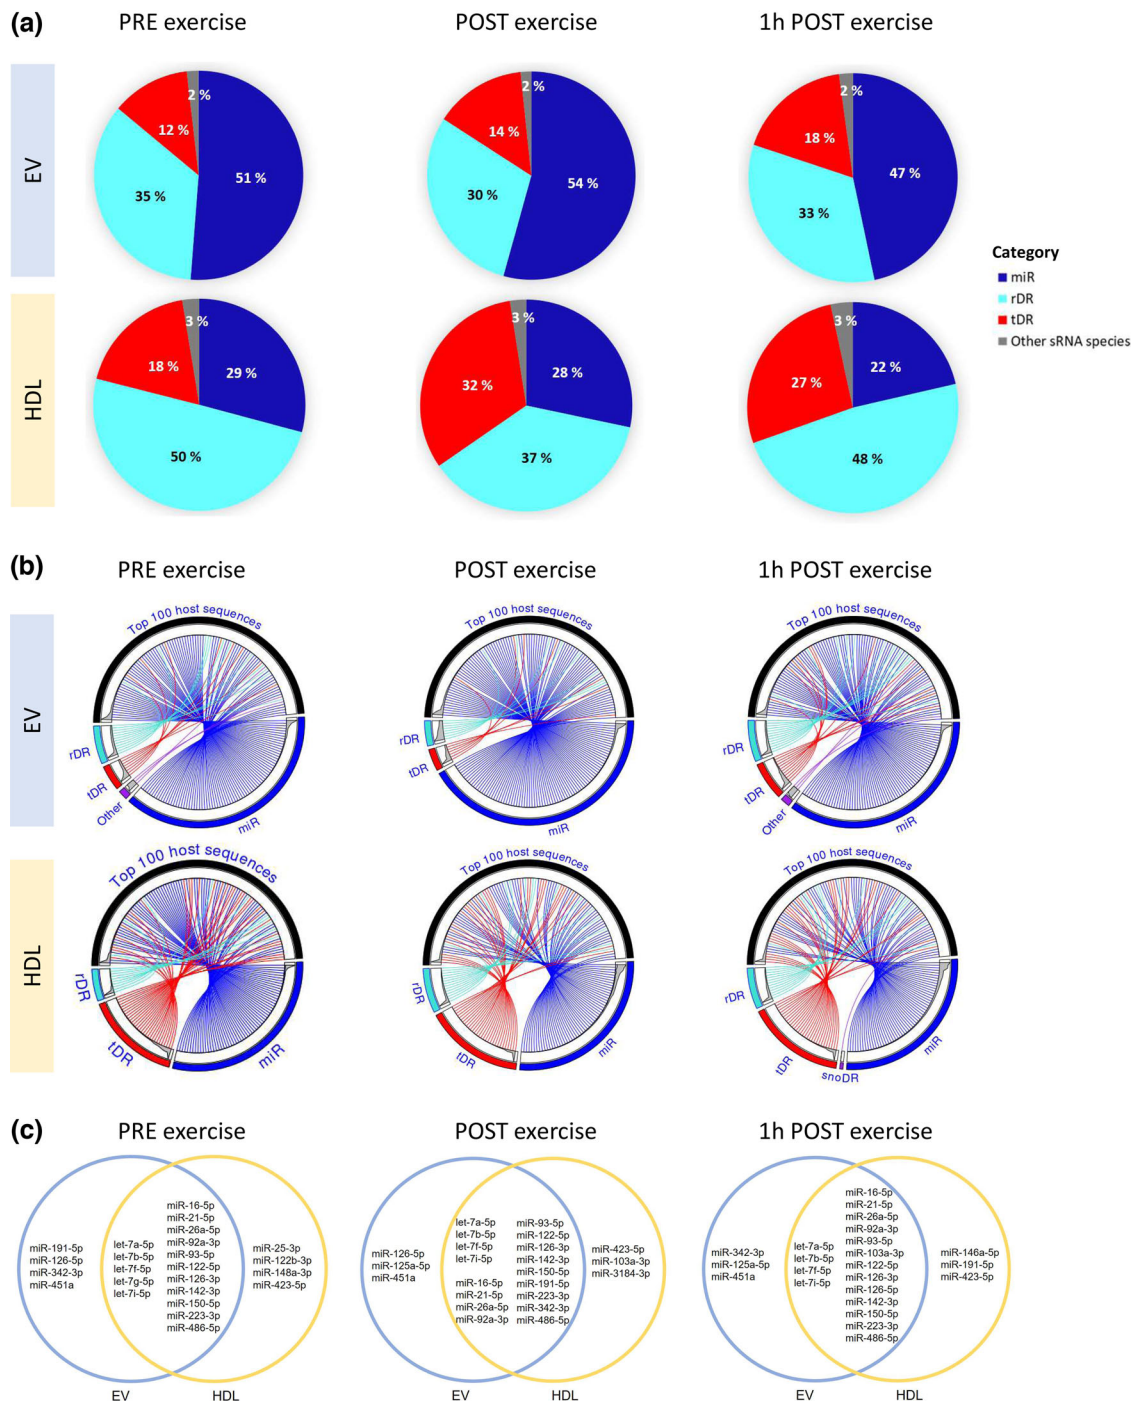 (a)
PRE exercise
POST exercise
1h POST exercise
EV
2 %
12 %
35 %
51 %
2 %
14 %
30 %
54 %
2 %
18 %
33 %
47 %
Category
miR
rDR
tDR
Other sRNA species
HDL
3 %
18 %
29 %
50 %
3 %
32 %
28 %
37 %
3 %
27 %
22 %
48 %
(b)
PRE exercise
POST exercise
1h POST exercise
EV
Top 100 host sequences
rDR
tDR
Other
miR
Top 100 host sequences
rDR
tDR
miR
Top 100 host sequences
rDR
tDR
Other
miR
HDL
Top 100 host sequences
rDR
tDR
miR
Top 100 host sequences
rDR
tDR
miR
Top 100 host sequences
rDR
tDR
snoDR
miR
(c)
PRE exercise
POST exercise
1h POST exercise
miR-191-5p
miR-126-5p
miR-342-3p
miR-451a
let-7a-5p
let-7b-5p
let-7f-5p
let-7g-5p
let-7i-5p
miR-16-5p
miR-21-5p
miR-26a-5p
miR-92a-3p
miR-93-5p
miR-122-5p
miR-126-3p
miR-142-3p
miR-150-5p
miR-223-3p
miR-486-5p
miR-25-3p
miR-122b-3p
miR-148a-3p
miR-423-5p
EV
HDL
miR-126-5p
miR-125a-5p
miR-451a
let-7a-5p
let-7b-5p
let-7f-5p
let-7i-5p
miR-16-5p
miR-21-5p
miR-26a-5p
miR-92a-3p
miR-93-5p
miR-122-5p
miR-126-3p
miR-142-3p
miR-150-5p
miR-191-5p
miR-223-3p
miR-342-3p
miR-486-5p
miR-423-5p
miR-103a-3p
miR-3184-3p
EV
HDL
miR-342-3p
miR-125a-5p
miR-451a
let-7a-5p
let-7b-5p
let-7f-5p
let-7i-5p
miR-16-5p
miR-21-5p
miR-26a-5p
miR-92a-3p
miR-93-5p
miR-103a-3p
miR-122-5p
miR-126-3p
miR-126-5p
miR-142-3p
miR-150-5p
miR-223-3p
miR-486-5p
miR-146a-5p
miR-191-5p
miR-423-5p
EV
HDL